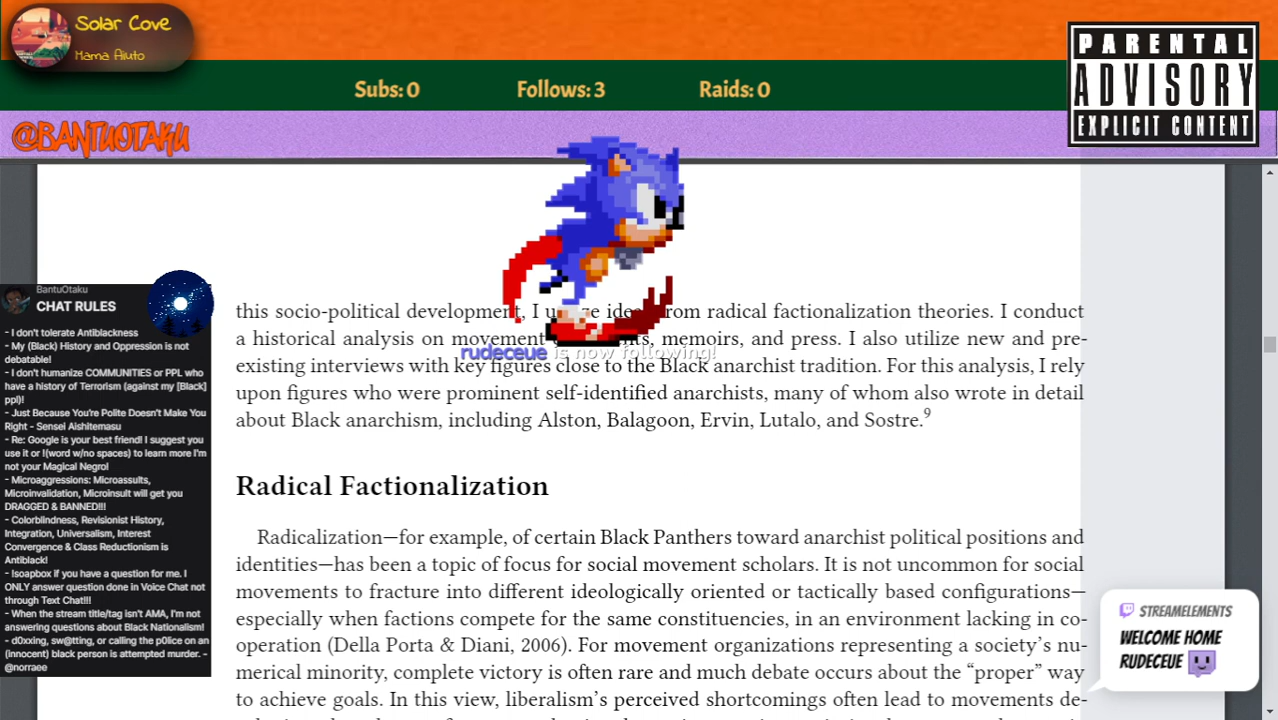 Solar Cove
Mama Aiuto
PARENTAL
ADVISORY
EXPLICIT CONTENT
Subs: 0 Follows: 3 Raids: 0
@BANTUOTAKU
BantuOtaku
CHAT RULES
- I don't tolerate Antiblackness
- My (Black) History and Oppression is not
debatable!
- I don't humanize COMMUNITIES or PPL who
have a history of Terrorism (against my [Black]
ppl)!
- Just Because You're Polite Doesn't Make You
Right - Sensei Aishitemasu
- Re: Google is your best friend! I suggest you
use it or !(word w/no spaces) to learn more I'm
not your Magical Negro!
- Microaggressions: Microassults,
Microinvalidation, Microinsult will get you
DRAGGED & BANNED!!!
- Colorblindness, Revisionist History,
Integration, Universalism, Interest
Convergence & Class Reductionism is
Antiblack!
- !soapbox if you have a question for me. I
ONLY answer question done in Voice Chat not
through Text Chat!!!
- When the stream title/tag isn't AMA, I'm not
answering questions about Black Nationalism!
- d0xxing, sw@tting, or calling the p0lice on an
(innocent) black person is attempted murder. -
@norraee
this socio-political development, I utilize ideas from radical factionalization theories. I conduct
a historical analysis on movement memoirs, and press. I also utilize new and pre-
rudeceue is now following!
existing interviews with key figures close to the Black anarchist tradition. For this analysis, I rely
upon figures who were prominent self-identified anarchists, many of whom also wrote in detail
about Black anarchism, including Alston, Balagoon, Ervin, Lutalo, and Sostre.9
Radical Factionalization
Radicalization—for example, of certain Black Panthers toward anarchist political positions and
identities—has been a topic of focus for social movement scholars. It is not uncommon for social
movements to fracture into different ideologically oriented or tactically based configurations—
especially when factions compete for the same constituencies, in an environment lacking in co-
operation (Della Porta & Diani, 2006). For movement organizations representing a society's nu-
merical minority, complete victory is often rare and much debate occurs about the "proper" way
to achieve goals. In this view, liberalism's perceived shortcomings often lead to movements de-
STREAMELEMENTS
WELCOME HOME
RUDECEUE